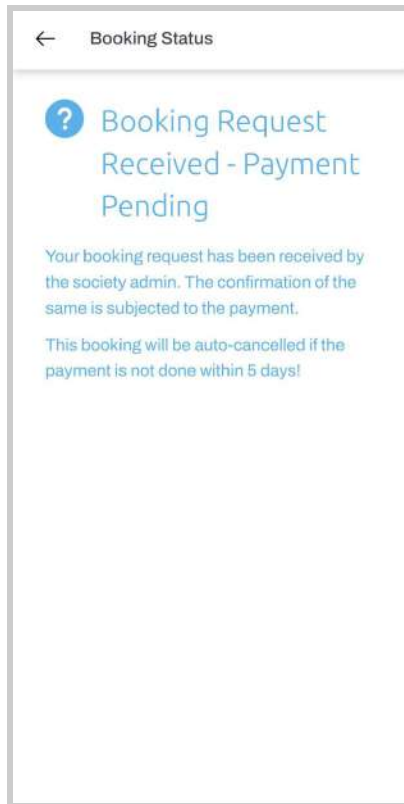 Booking Status
Booking Request
Received - Payment
Pending
Your booking request has been received by
the society admin. The confirmation of the
same is subjected to the payment.
This booking will be auto-cancelled if the
payment is not done within 5 days!